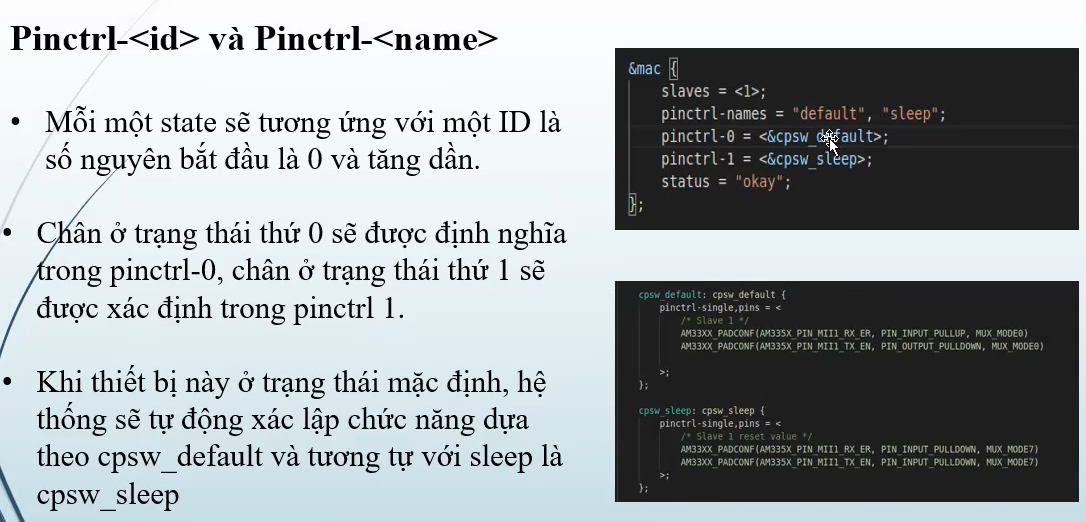 Pinctrl-<id> và Pinctrl-<name>
• Mỗi một state sẽ tương ứng với một ID là
số nguyên bắt đầu là 0 và tăng dần.
• Chân ở trạng thái thứ 0 sẽ được định nghĩa
trong pinctrl-0, chân ở trạng thái thứ 1 sẽ
được xác định trong pinctrl 1.
• Khi thiết bị này ở trạng thái mặc định, hệ
thống sẽ tự động xác lập chức năng dựa
theo cpsw_default và tương tự với sleep là
cpsw_sleep
&mac {
slaves = <1>;
pinctrl-names = "default", "sleep";
pinctrl-0 = <&cpsw_default>;
pinctrl-1 = <&cpsw_sleep>;
status = "okay";
};
cpsw_default: cpsw_default {
pinctrl-single,pins = <
/* Slave 1 */
AM33XX_PADCONF(AM335X_PIN_MII1_RX_ER, PIN_INPUT_PULLUP, MUX_MODE0)
AM33XX_PADCONF(AM335X_PIN_MII1_TX_EN, PIN_OUTPUT_PULLDOWN, MUX_MODE0)
>;
};
cpsw_sleep: cpsw_sleep {
pinctrl-single,pins = <
/* Slave 1 reset value */
AM33XX_PADCONF(AM335X_PIN_MII1_RX_ER, PIN_INPUT_PULLDOWN, MUX_MODE7)
AM33XX_PADCONF(AM335X_PIN_MII1_TX_EN, PIN_INPUT_PULLDOWN, MUX_MODE7)
>;
};